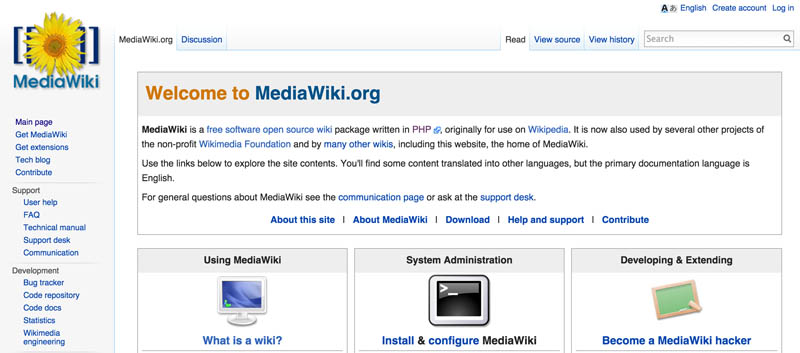 Aあ English Create account Log in
MediaWiki.org Discussion Read View source View history Search
[[ ]]
MediaWiki
Main page
Get MediaWiki
Get extensions
Tech blog
Contribute
Support
User help
FAQ
Technical manual
Support desk
Communication
Development
Bug tracker
Code repository
Code docs
Statistics
Wikimedia
engineering
Welcome to MediaWiki.org
MediaWiki is a free software open source wiki package written in PHP, originally for use on Wikipedia. It is now also used by several other projects of
the non-profit Wikimedia Foundation and by many other wikis, including this website, the home of MediaWiki.
Use the links below to explore the site contents. You'll find some content translated into other languages, but the primary documentation language is
English.
For general questions about MediaWiki see the communication page or ask at the support desk.
About this site | About MediaWiki | Download | Help and support | Contribute
Using MediaWiki
What is a wiki?
System Administration
>_
Install & configure MediaWiki
Developing & Extending
Become a MediaWiki hacker